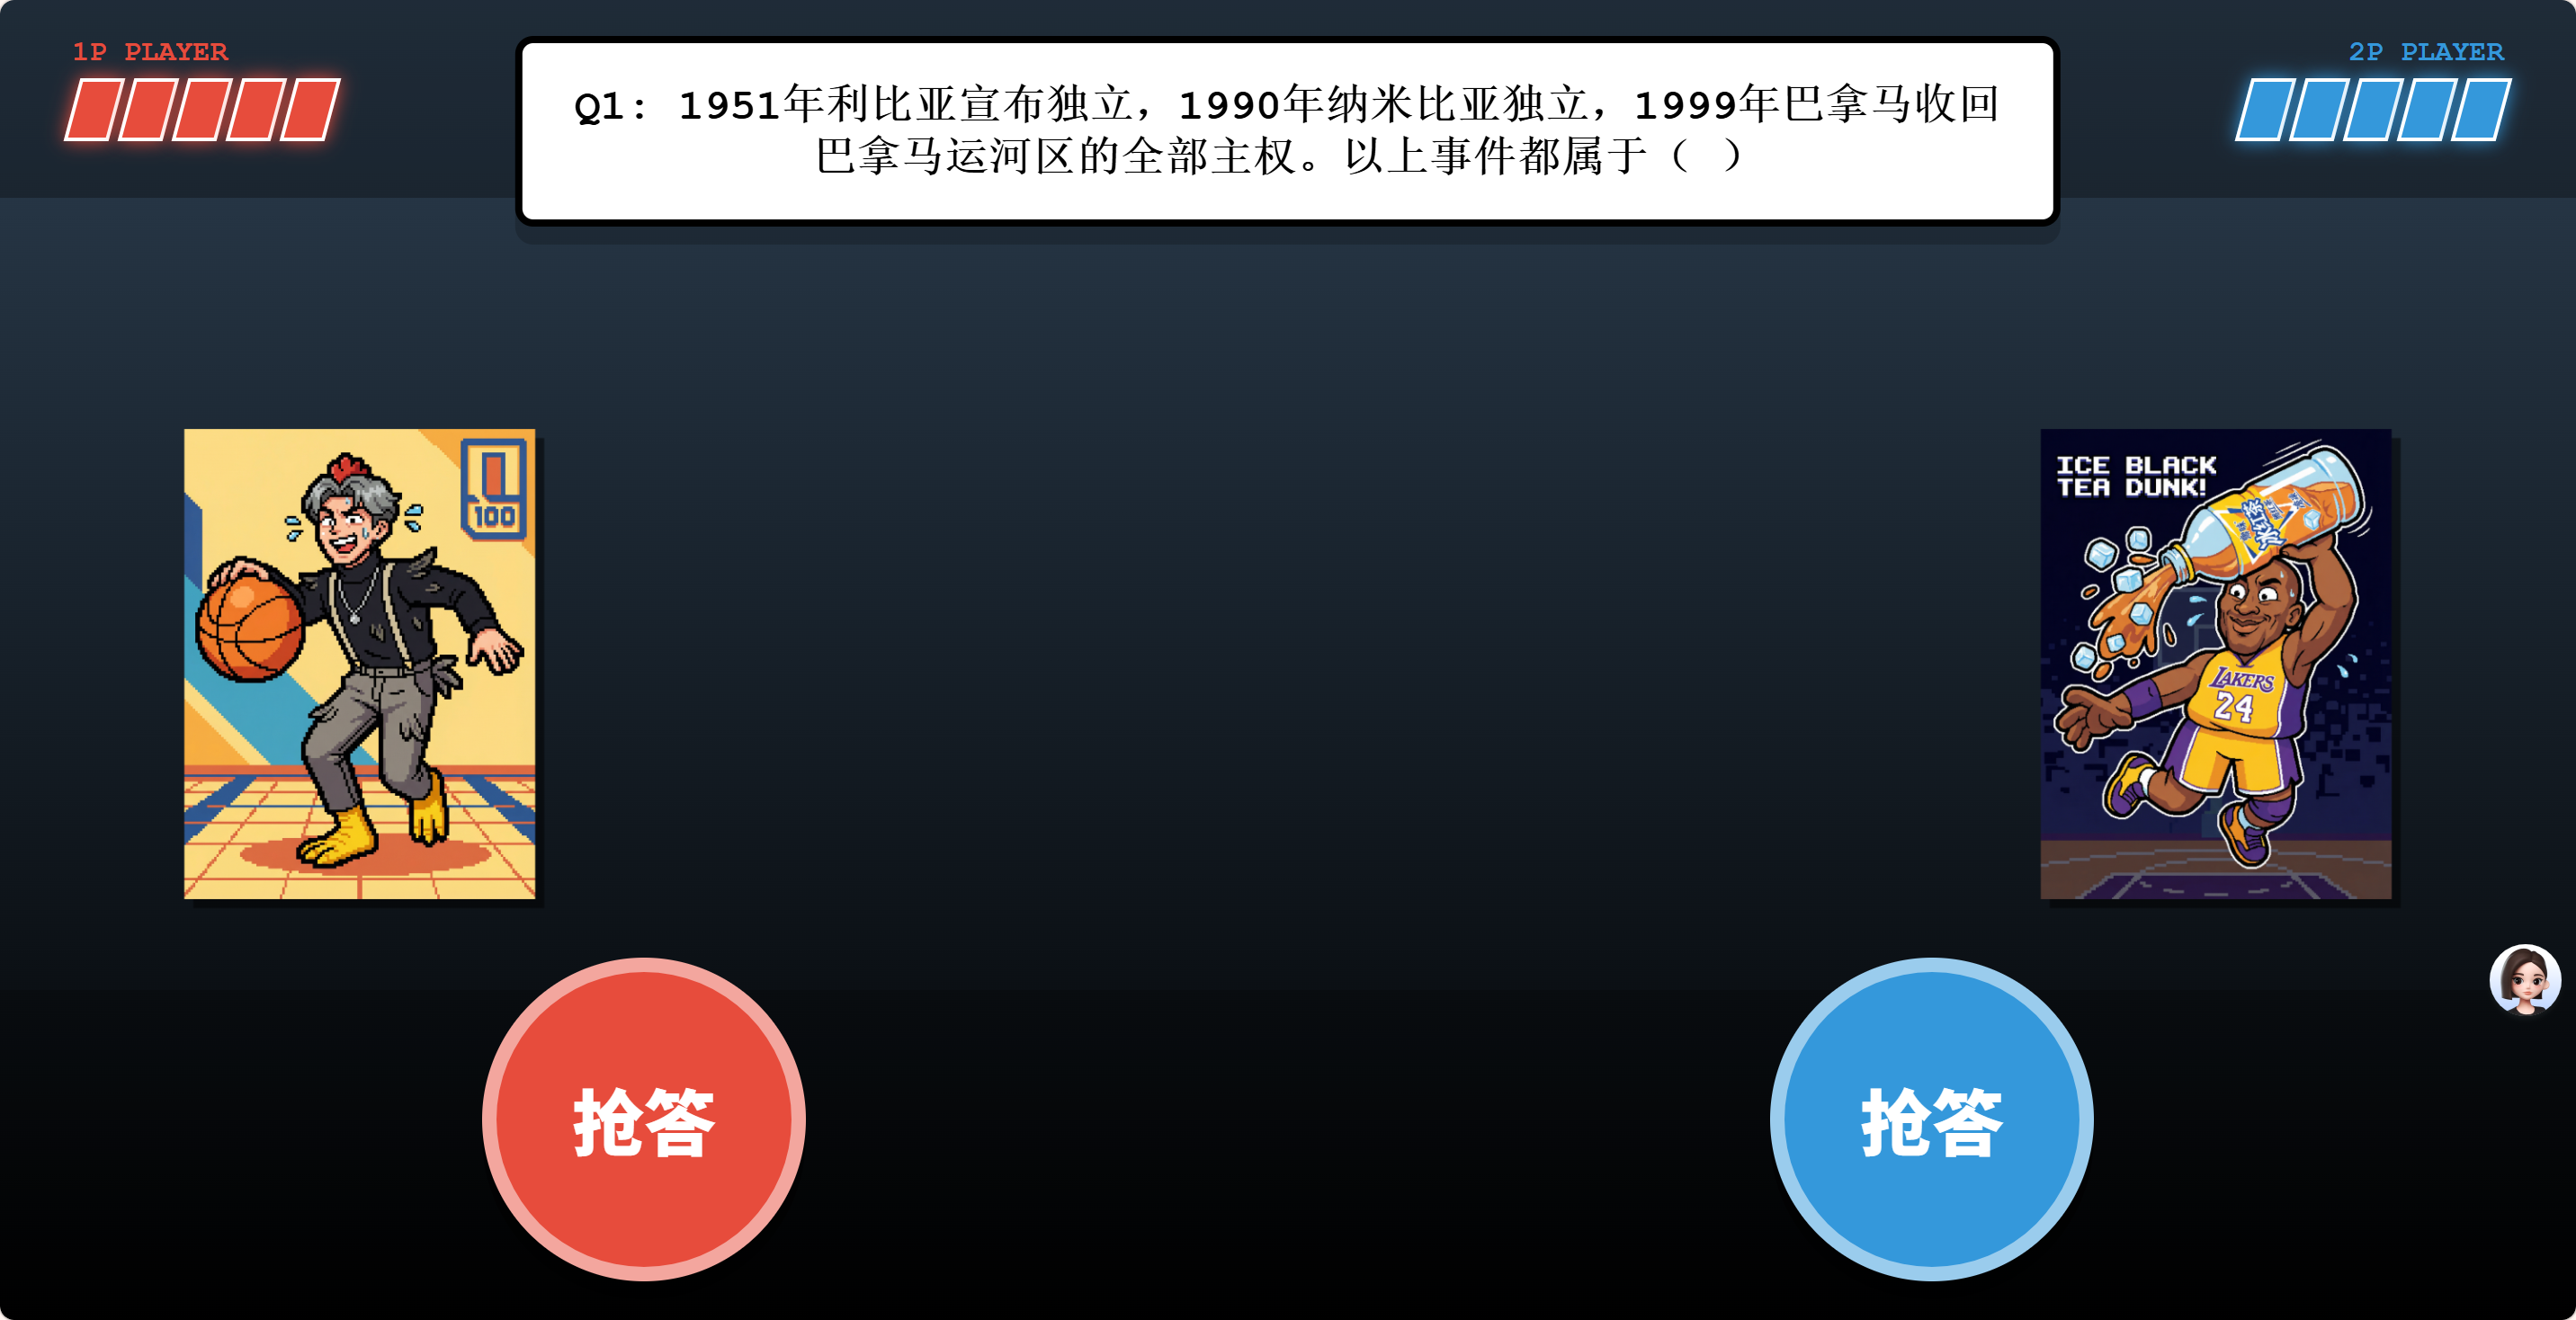 1P PLAYER
2P PLAYER
Q1: 1951年利比亚宣布独立，1990年纳米比亚独立，1999年巴拿马收回
巴拿马运河区的全部主权。以上事件都属于（ ）
100
ICE BLACK
TEA DUNK!
冰红茶
LAKERS
24
抢答
抢答